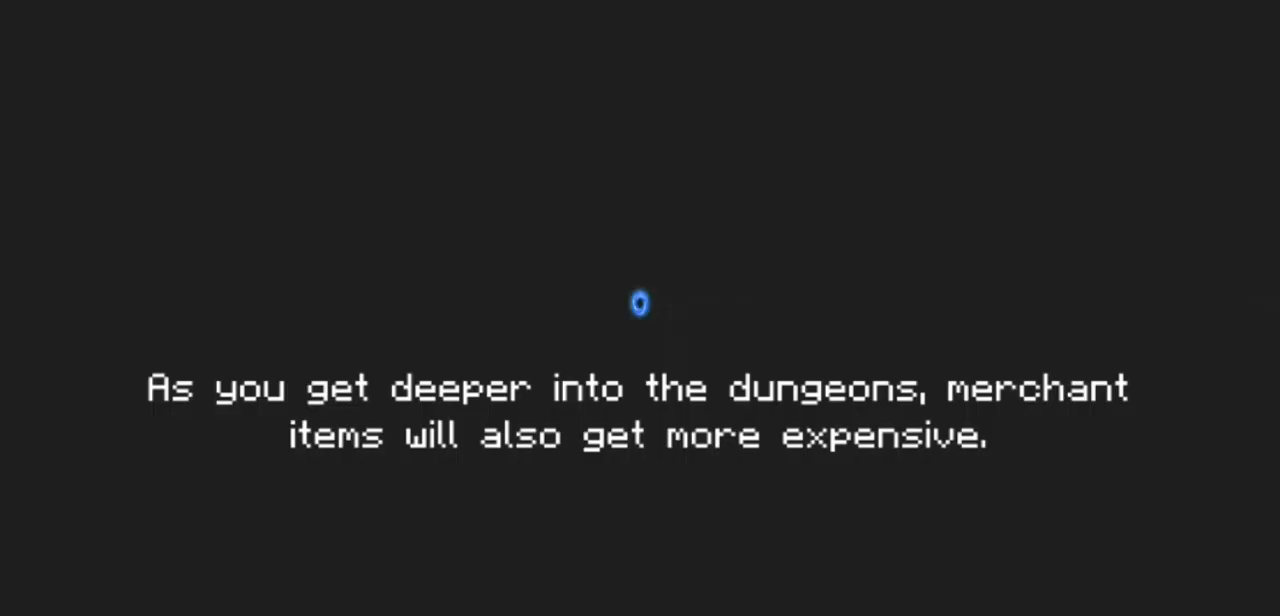 As you get deeper into the dungeons, merchant
items will also get more expensive.